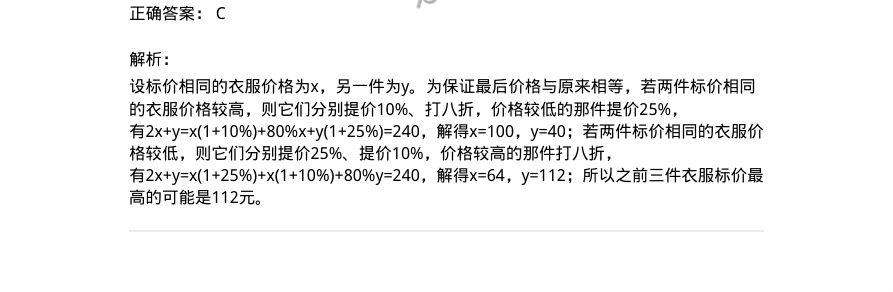 正确答案： C
解析：
设标价相同的衣服价格为x，另一件为y。为保证最后价格与原来相等，若两件标价相同
的衣服价格较高，则它们分别提价10%、打八折，价格较低的那件提价25%，
有2x+y=x(1+10%)+80%x+y(1+25%)=240，解得x=100，y=40；若两件标价相同的衣服价
格较低，则它们分别提价25%、提价10%，价格较高的那件打八折，
有2x+y=x(1+25%)+x(1+10%)+80%y=240，解得x=64，y=112；所以之前三件衣服标价最
高的可能是112元。